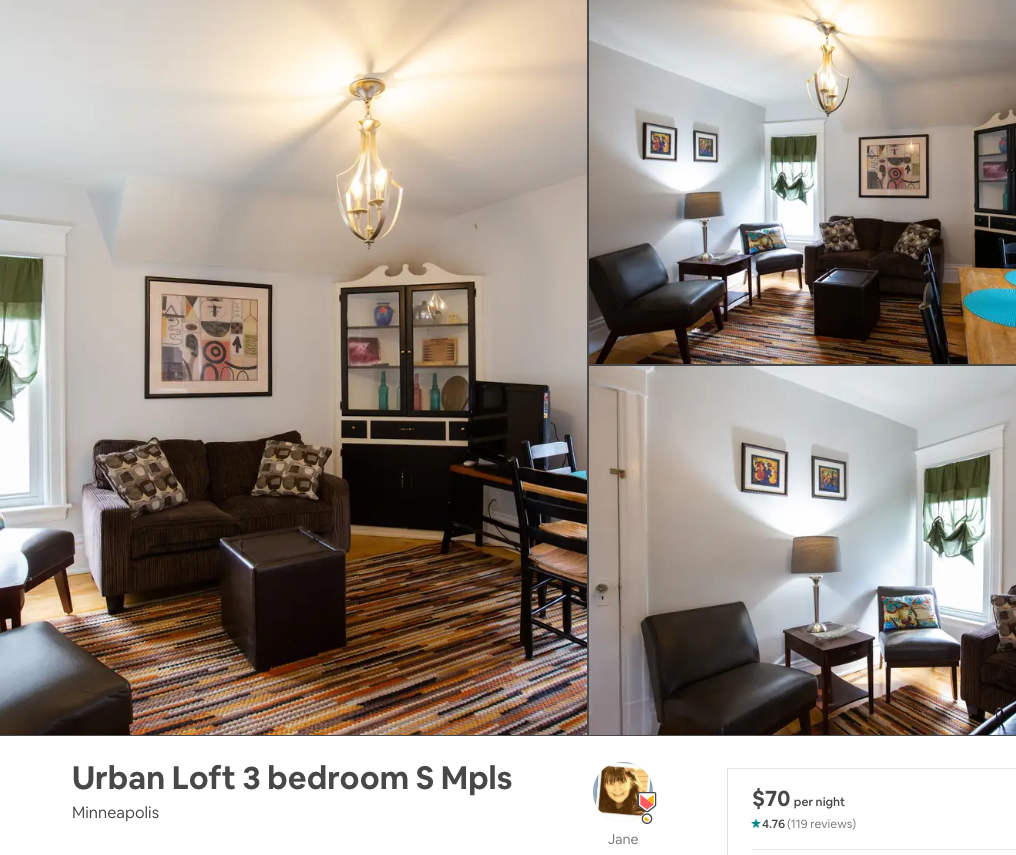 Urban Loft 3 bedroom S Mpls
Minneapolis
Jane
$70 per night
4.76 (119 reviews)